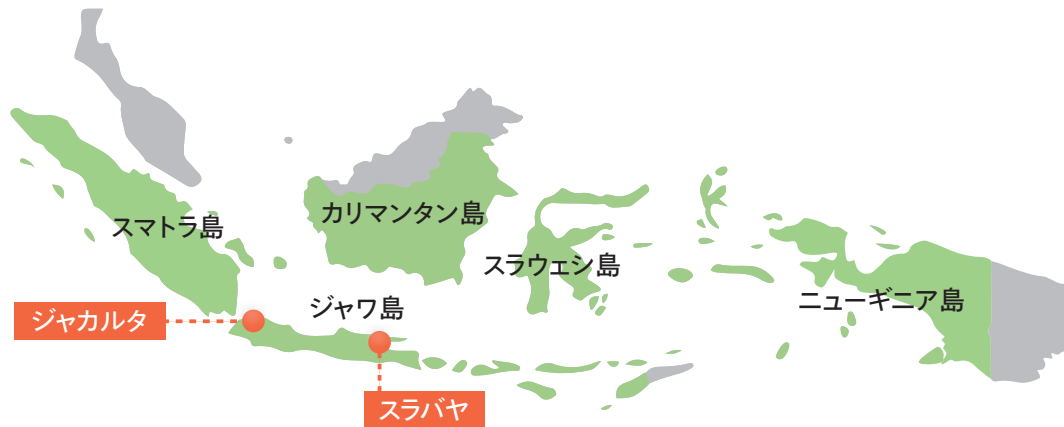 カリマンタン島
スマトラ島
スラウェシ島
ニューギニア島
ジャワ島
ジャカルタ
スラバヤ